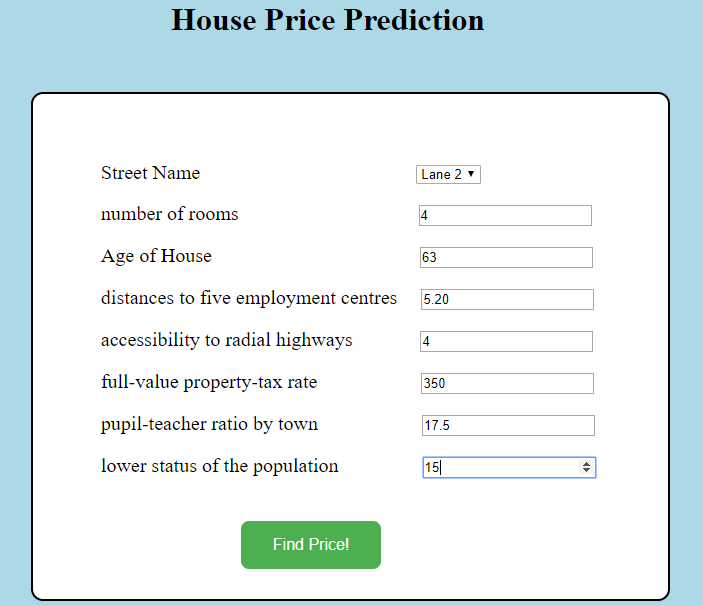 House Price Prediction
Street Name Lane 2
number of rooms 4
Age of House 63
distances to five employment centres 5.20
accessibility to radial highways 4
full-value property-tax rate 350
pupil-teacher ratio by town 17.5
lower status of the population 15
Find Price!